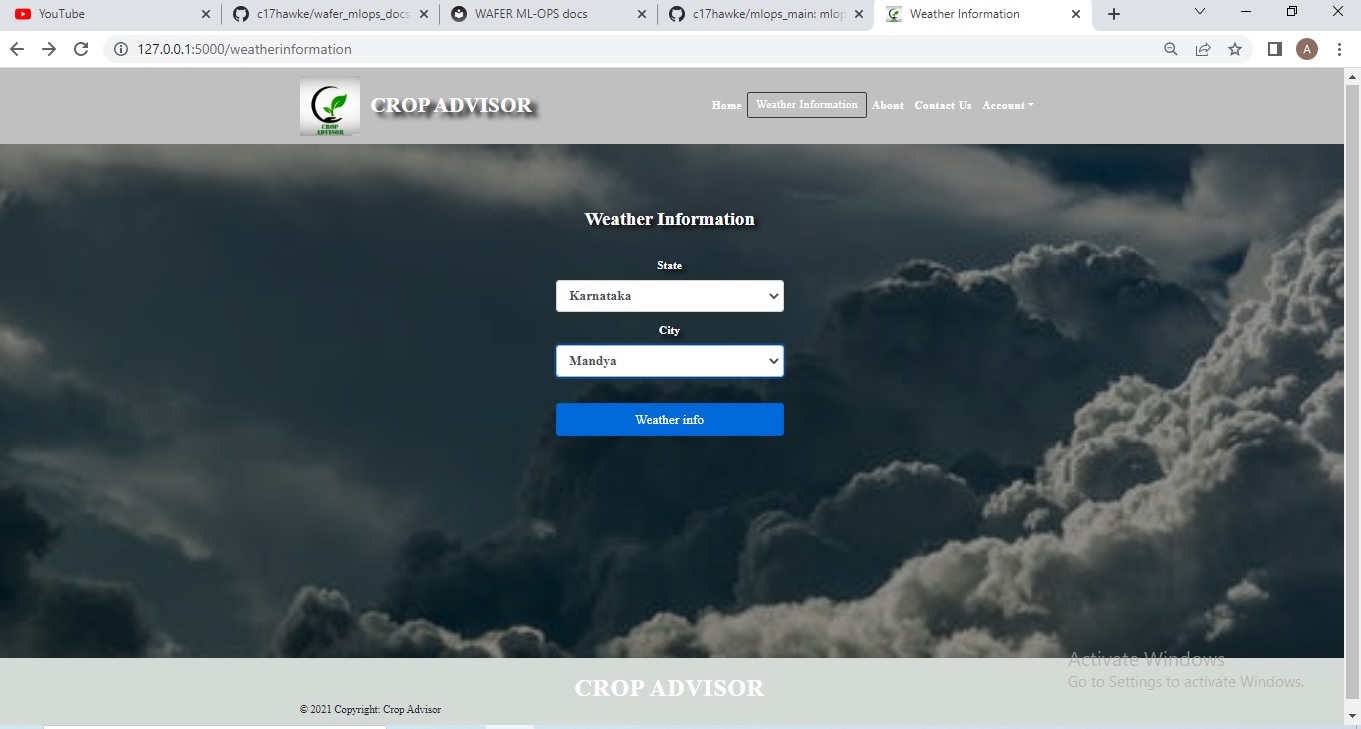 YouTube
c17hawke/wafer_mlops_docs
WAFER ML-OPS docs
c17hawke/mlops_main: mlop
Weather Information
127.0.0.1:5000/weatherinformation
A
CROP
ADVISOR
CROP ADVISOR
Home
Weather Information
About
Contact Us
Account
Weather Information
State
Karnataka
City
Mandya
Weather info
Activate Windows
Go to Settings to activate Windows.
CROP ADVISOR
© 2021 Copyright: Crop Advisor